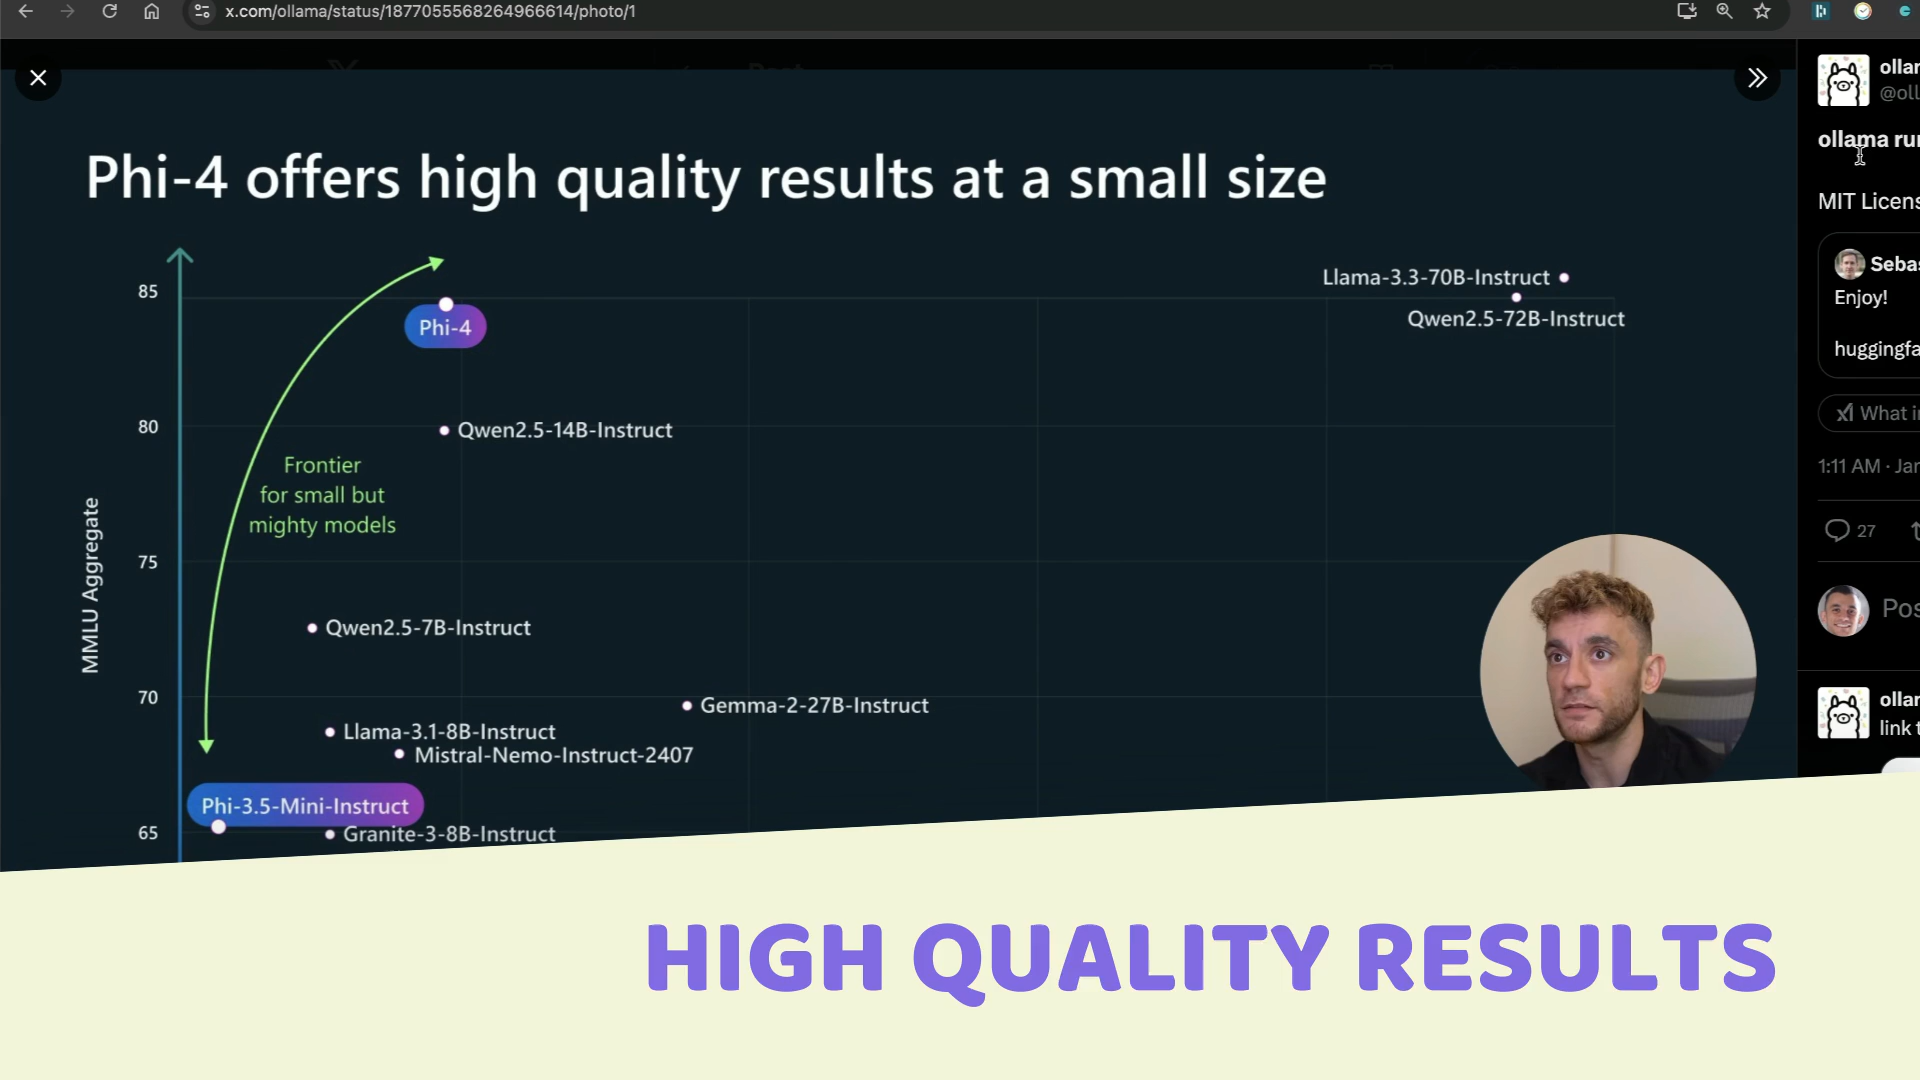 x.com/ollama/status/1877055568264966614/photo/1
Phi-4 offers high quality results at a small size
85
80
75
70
65
MMLU Aggregate
Frontier
for small but
mighty models
Phi-4
Llama-3.3-70B-Instruct
Qwen2.5-72B-Instruct
Qwen2.5-14B-Instruct
Qwen2.5-7B-Instruct
Gemma-2-27B-Instruct
Llama-3.1-8B-Instruct
Mistral-Nemo-Instruct-2407
Phi-3.5-Mini-Instruct
Granite-3-8B-Instruct
ollama
MIT
Enjoy!
What
1:11 AM · Jan
27
link
HIGH QUALITY RESULTS